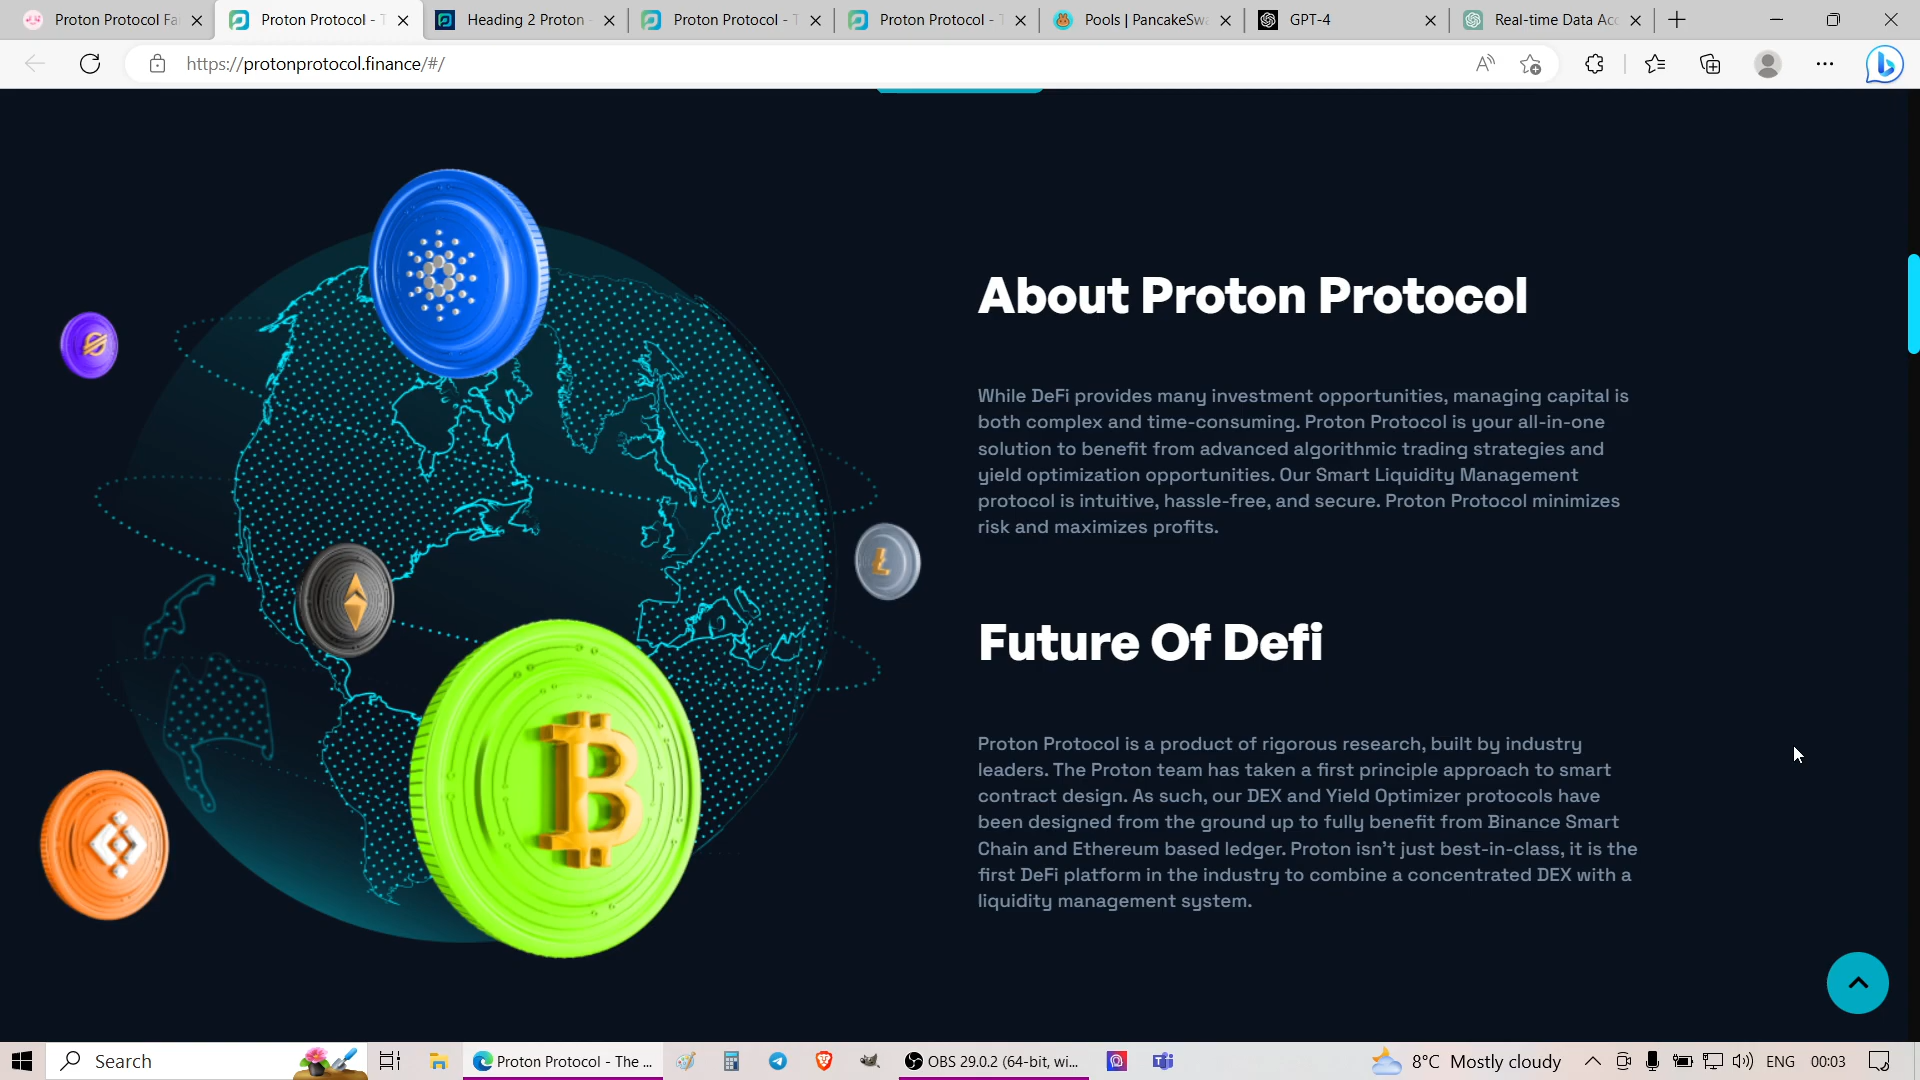 Proton Protocol Fa
Proton Protocol - T
Heading 2 Proton
Proton Protocol - T
Proton Protocol - T
Pools | PancakeSwa
GPT-4
Real-time Data Acc
https://protonprotocol.finance/#/
About Proton Protocol
While DeFi provides many investment opportunities, managing capital is
both complex and time-consuming. Proton Protocol is your all-in-one
solution to benefit from advanced algorithmic trading strategies and
yield optimization opportunities. Our Smart Liquidity Management
protocol is intuitive, hassle-free, and secure. Proton Protocol minimizes
risk and maximizes profits.
Future Of Defi
Proton Protocol is a product of rigorous research, built by industry
leaders. The Proton team has taken a first principle approach to smart
contract design. As such, our DEX and Yield Optimizer protocols have
been designed from the ground up to fully benefit from Binance Smart
Chain and Ethereum based ledger. Proton isn't just best-in-class, it is the
first DeFi platform in the industry to combine a concentrated DEX with a
liquidity management system.
Search
Proton Protocol - The ...
OBS 29.0.2 (64-bit, wi...
8°C Mostly cloudy
ENG
00:03